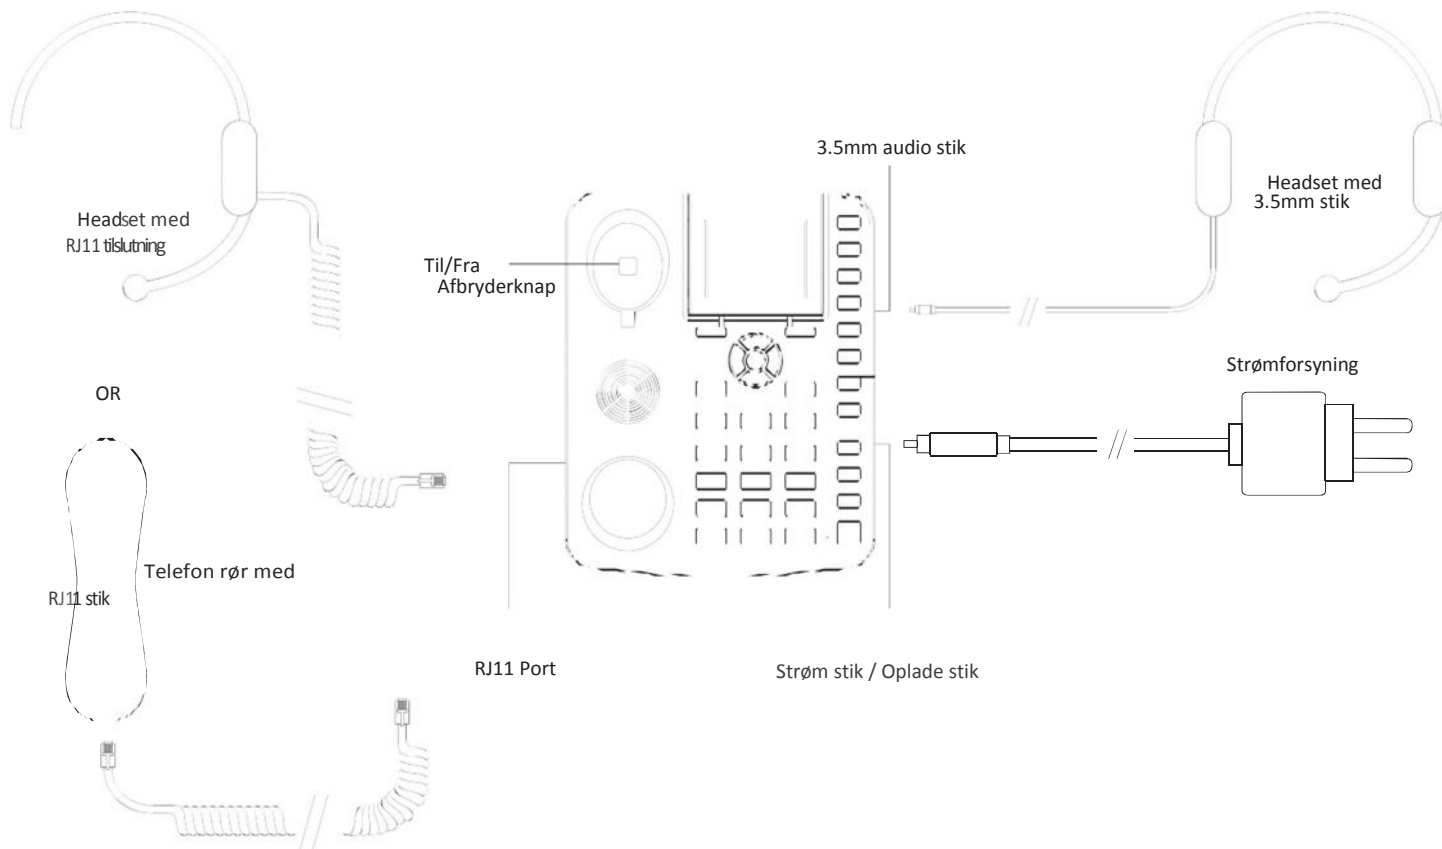 3.5mm audio stik
Headset med
3.5mm stik
Headset med
RJ11 tilslutning
Til/Fra
Afbryderknap
Strømforsyning
OR
Telefon rør med
RJ11 stik
RJ11 Port
Strøm stik / Oplade stik